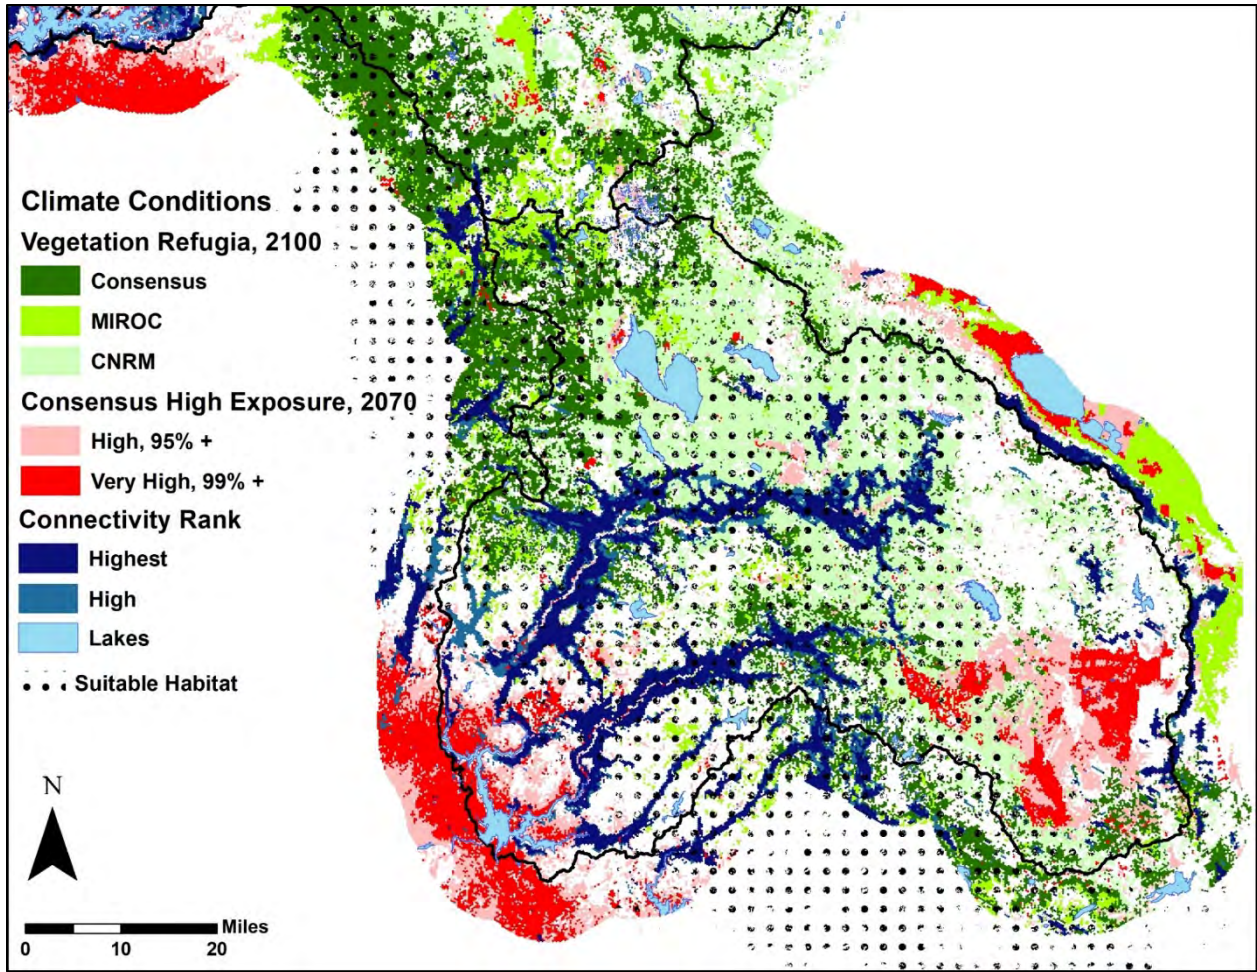 Climate Conditions
Vegetation Refugia, 2100
Consensus
MIROC
CNRM
Consensus High Exposure, 2070
High, 95% +
Very High, 99% +
Connectivity Rank
Highest
High
Lakes
Suitable Habitat
N
Miles
0 10 20